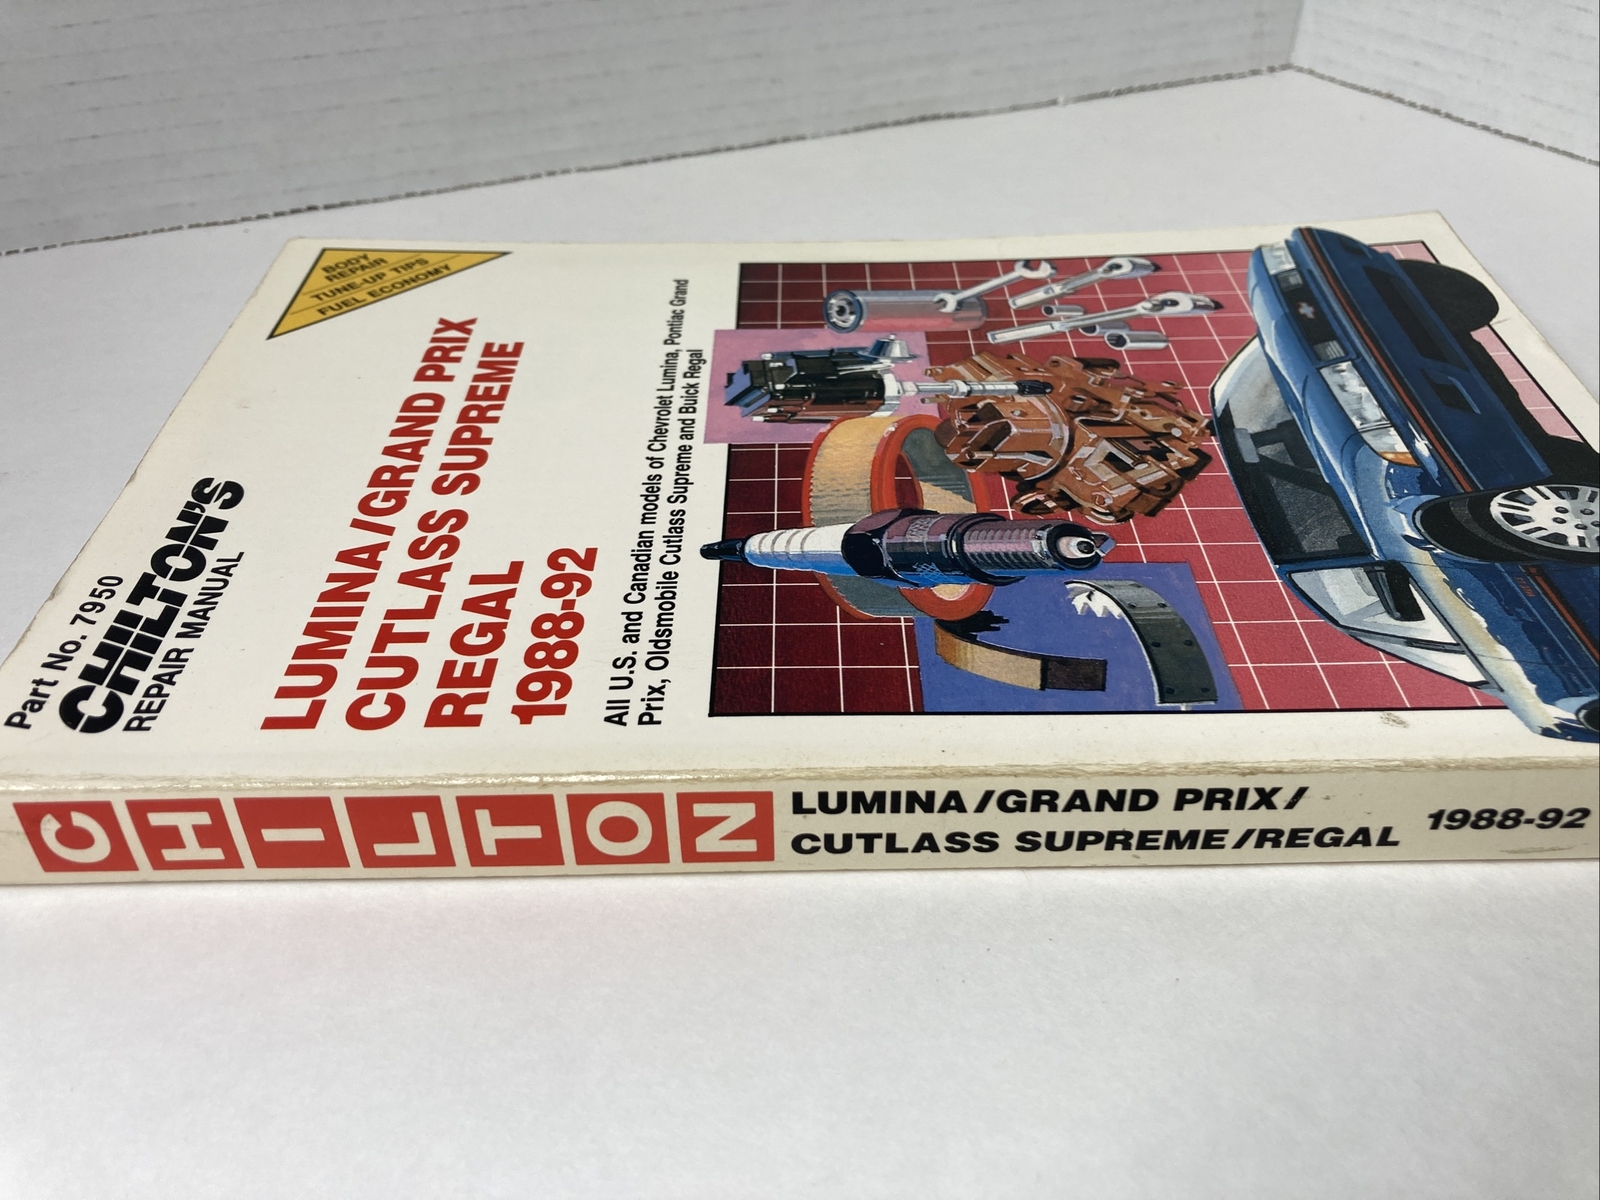 Part No. 7950
CHILTON'S
REPAIR MANUAL
BODY
REPAIR
TUNE-UP TIPS
FUEL ECONOMY
LUMINA/GRAND PRIX
CUTLASS SUPREME
REGAL
1988-92
All U.S. and Canadian models of Chevrolet Lumina, Pontiac Grand
Prix, Oldsmobile Cutlass Supreme and Buick Regal
CHILTON
LUMINA/GRAND PRIX/
CUTLASS SUPREME/REGAL
1988-92